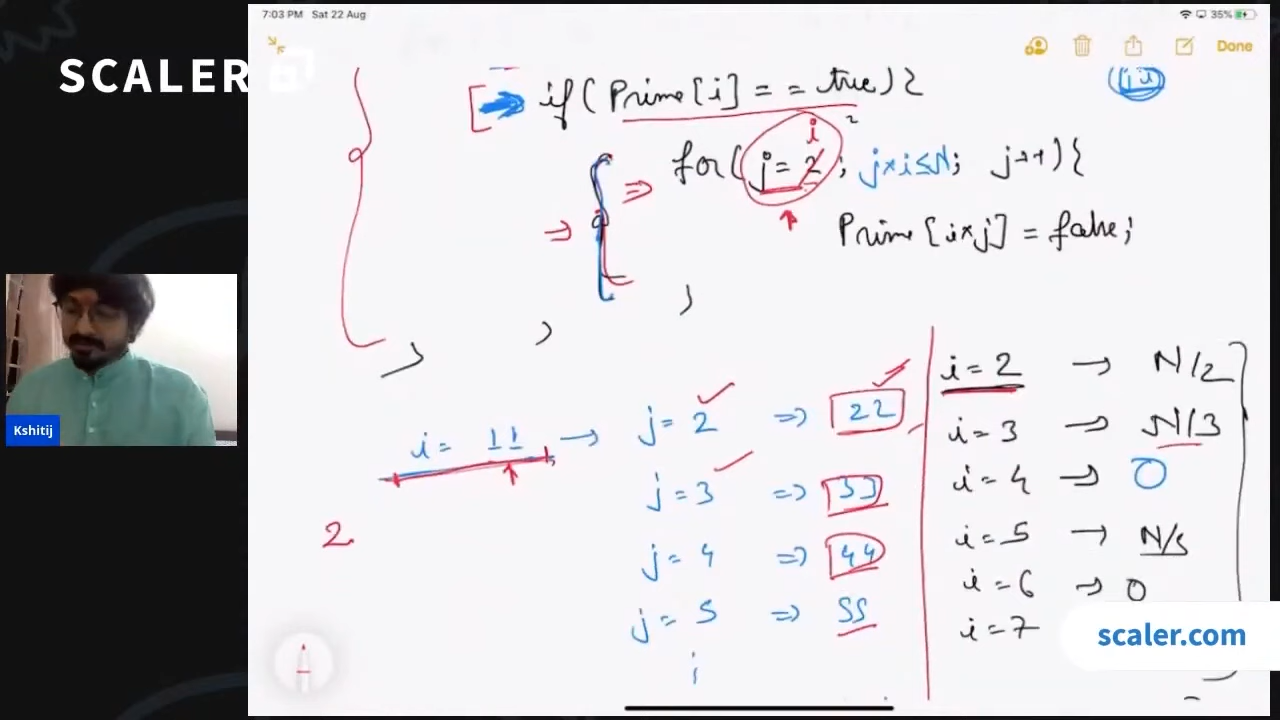 7:03 PM Sat 22 Aug
35%
SCALER
Done
if( Prime[i] == true){
i
for( j = 2 ; j*i≤N; j++){
Prime[i*j] = false;
}
}
}
i = 11 → j = 2 => 22
j = 3 => 33
j = 4 => 44
j = 5 => 55
i
2
i = 2 → N/2
i = 3 → N/3
i = 4 → 0
i = 5 → N/5
i = 6 → 0
i = 7
Kshitij
scaler.com